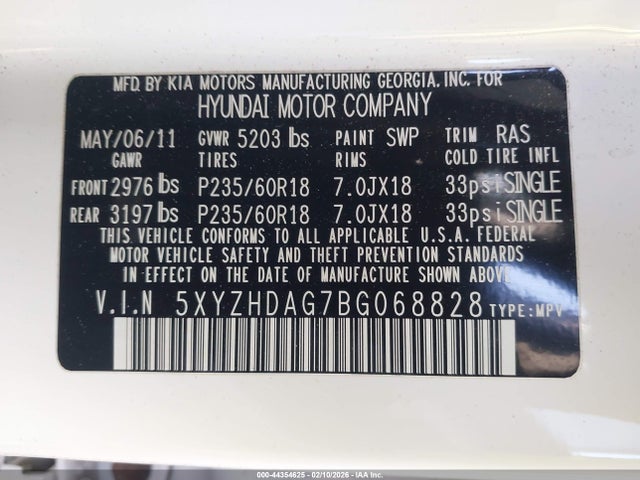 MFD. BY KIA MOTORS MANUFACTURING GEORGIA, INC. FOR
HYUNDAI MOTOR COMPANY
MAY/06/11 GVWR 5203 lbs PAINT SWP TRIM RAS
GAWR TIRES RIMS COLD TIRE INFL
FRONT 2976 lbs P235/60R18 7.0JX18 33psi SINGLE
REAR 3197 lbs P235/60R18 7.0JX18 33psi SINGLE
THIS VEHICLE CONFORMS TO ALL APPLICABLE U.S.A. FEDERAL
MOTOR VEHICLE SAFETY AND THEFT PREVENTION STANDARDS
IN EFFECT ON THE DATE OF MANUFACTURE SHOWN ABOVE.
V.I.N 5XYZHDAG7BG068828 TYPE:MPV
000-44354625 - 02/10/2026 - IAA Inc.